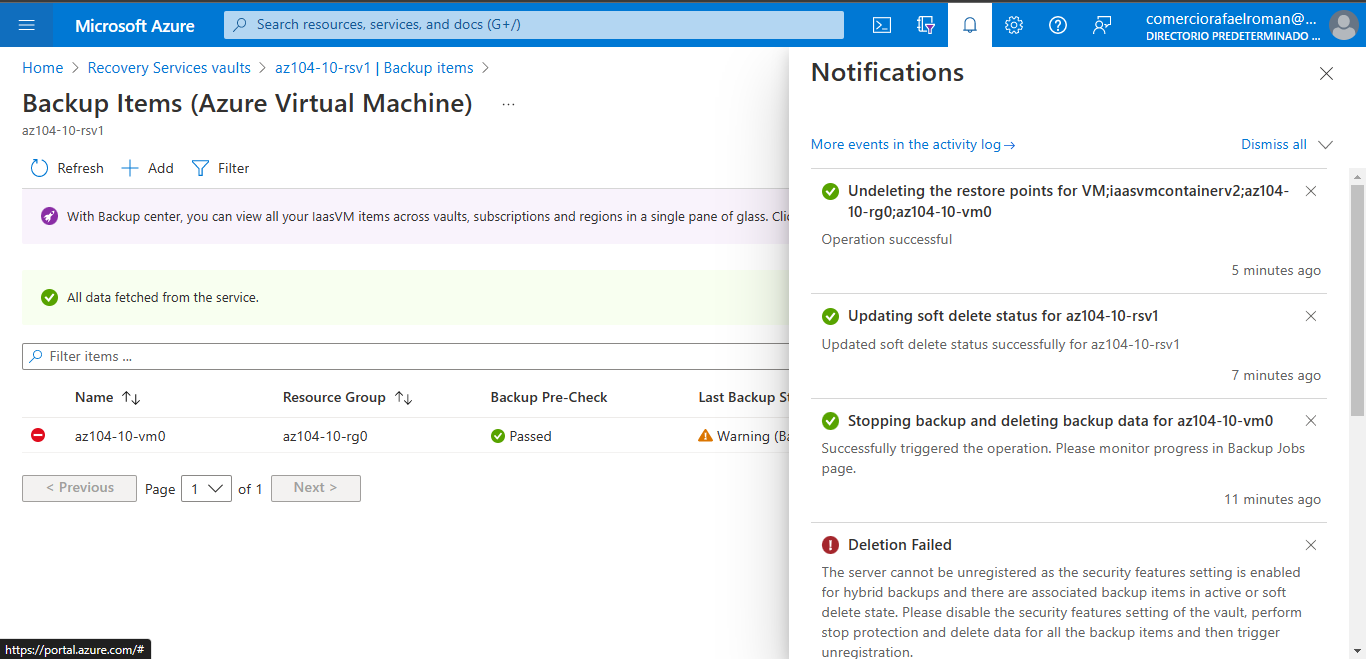 Microsoft Azure
Search resources, services, and docs (G+/)
comerciorafaelroman@...
DIRECTORIO PREDETERMINADO ...
Home > Recovery Services vaults > az104-10-rsv1 | Backup items >
Backup Items (Azure Virtual Machine) ...
az104-10-rsv1
Refresh Add Filter
With Backup center, you can view all your IaasVM items across vaults, subscriptions and regions in a single pane of glass. Clic
All data fetched from the service.
Filter items ...
Name ↑↓ Resource Group ↑↓ Backup Pre-Check Last Backup St
az104-10-vm0 az104-10-rg0 Passed Warning (Ba
< Previous Page 1 of 1 Next >
https://portal.azure.com/#
Notifications
More events in the activity log → Dismiss all
Undeleting the restore points for VM;iaasvmcontainerv2;az104-
10-rg0;az104-10-vm0
Operation successful
5 minutes ago
Updating soft delete status for az104-10-rsv1
Updated soft delete status successfully for az104-10-rsv1
7 minutes ago
Stopping backup and deleting backup data for az104-10-vm0
Successfully triggered the operation. Please monitor progress in Backup Jobs
page.
11 minutes ago
Deletion Failed
The server cannot be unregistered as the security features setting is enabled
for hybrid backups and there are associated backup items in active or soft
delete state. Please disable the security features setting of the vault, perform
stop protection and delete data for all the backup items and then trigger
unregistration.